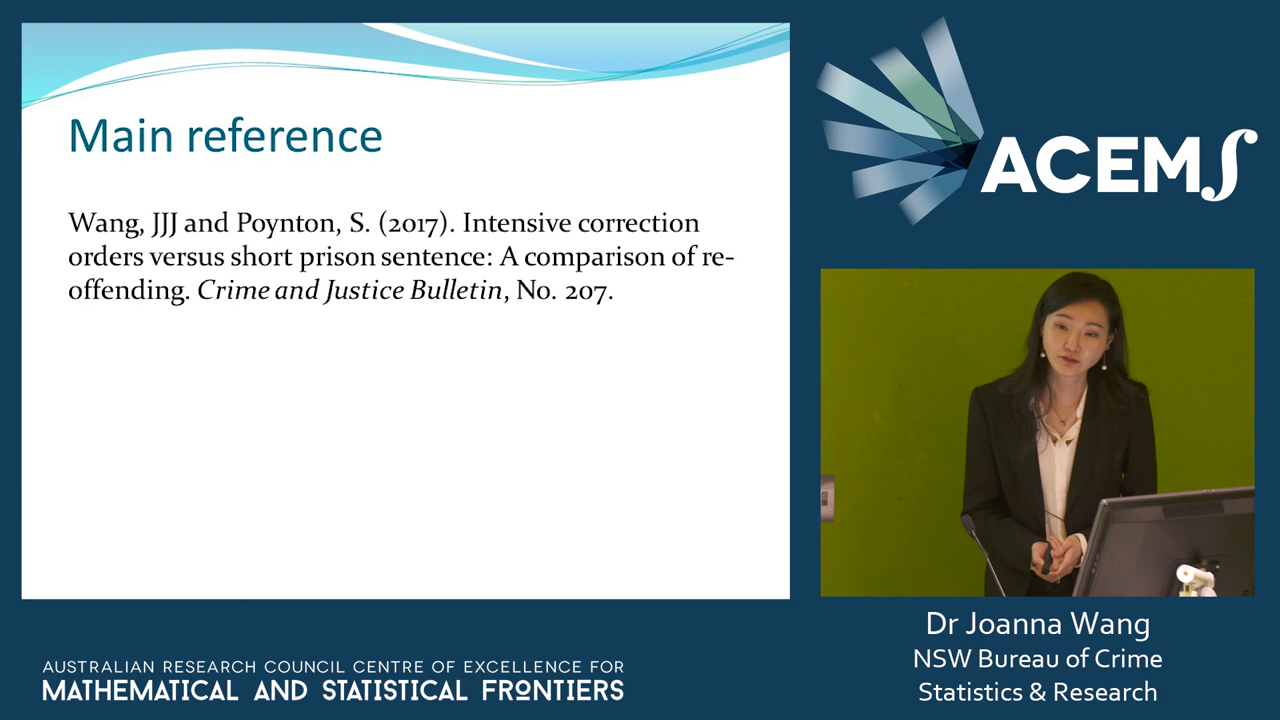 Main reference
Wang, JJJ and Poynton, S. (2017). Intensive correction
orders versus short prison sentence: A comparison of re-
offending. Crime and Justice Bulletin, No. 207.
ACEMS
Dr Joanna Wang
NSW Bureau of Crime
Statistics & Research
AUSTRALIAN RESEARCH COUNCIL CENTRE OF EXCELLENCE FOR
MATHEMATICAL AND STATISTICAL FRONTIERS